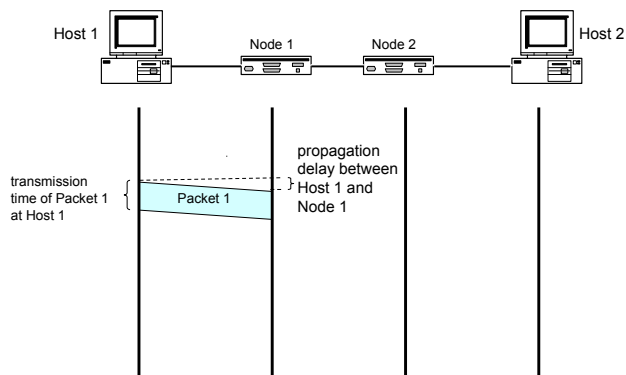 Host 1
Node 1
Node 2
Host 2
propagation
delay between
Host 1 and
Node 1
transmission
time of Packet 1
at Host 1
Packet 1